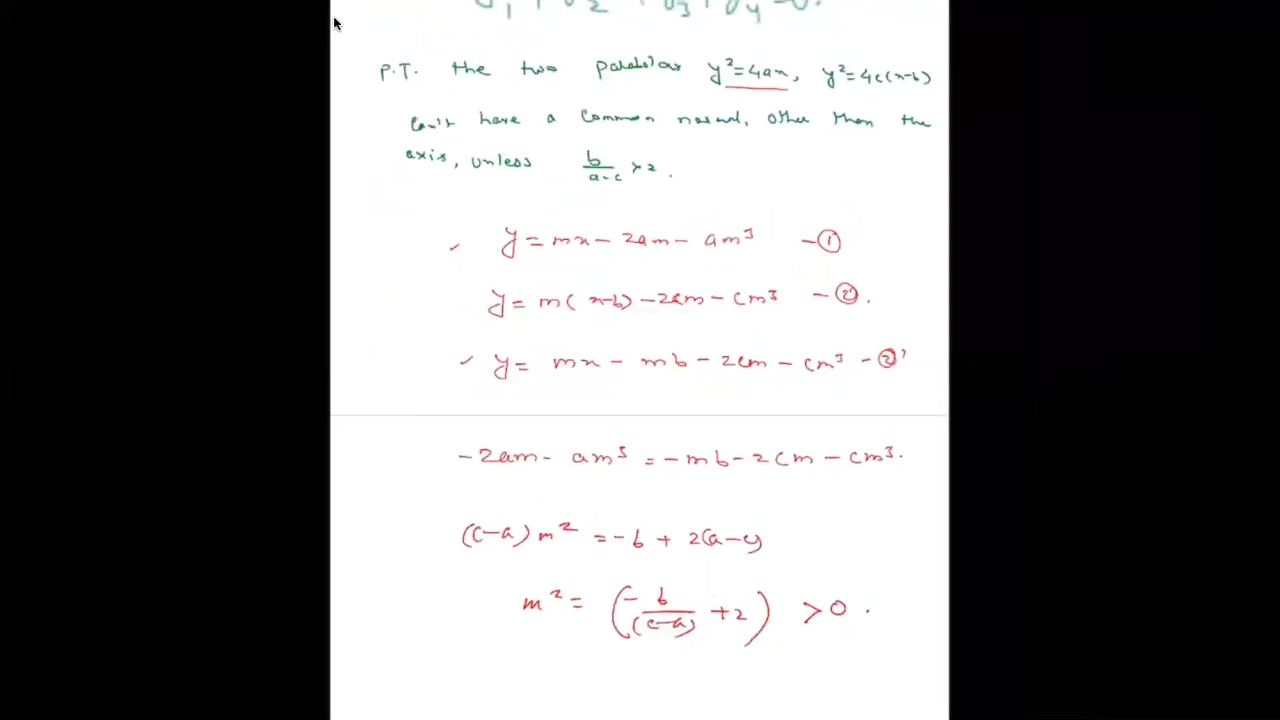 P.T. the two parabolas y²=4ax, y²=4c(x-b)
can't have a common normal, other than the
axis, unless b/(a-c) >2.
✓ y = mx - 2am - am³ -①
y = m(x-b) - 2cm - cm³ - ②.
✓ y = mx - mb - 2cm - cm³ - ②'
-2am - am³ = -mb - 2cm - cm³.
(c-a)m² = -b + 2(a-c)
m² = (-b/(c-a) +2) >0.